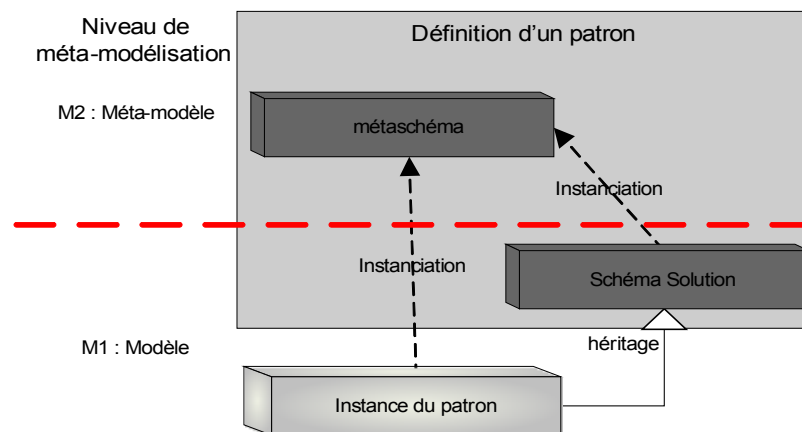 Niveau de
méta-modélisation
Définition d'un patron
M2 : Méta-modèle
métaschéma
Instanciation
Instanciation
Schéma Solution
M1 : Modèle
héritage
Instance du patron